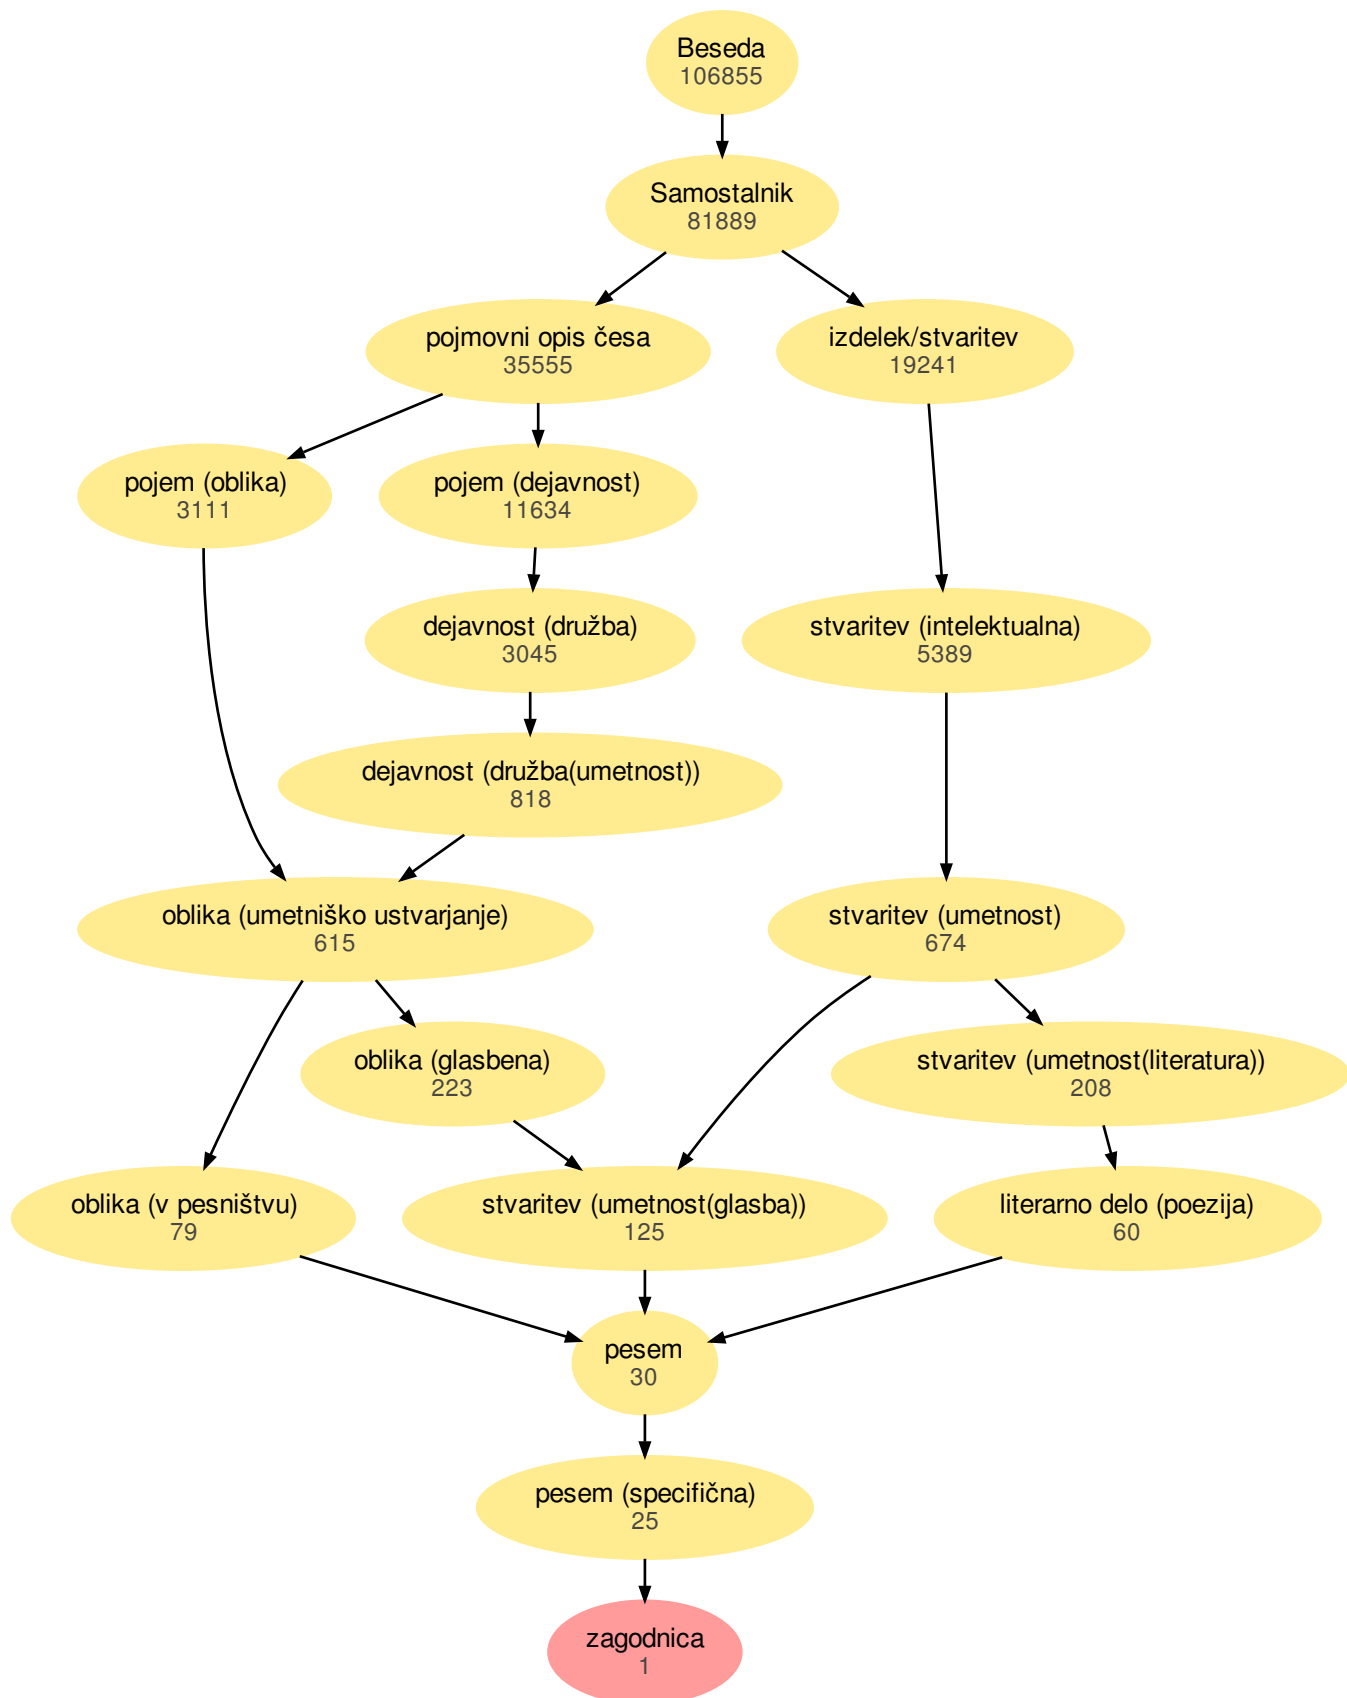 Beseda
106855
Samostalnik
81889
pojmovni opis česa
35555
izdelek/stvaritev
19241
pojem (oblika)
3111
pojem (dejavnost)
11634
dejavnost (družba)
3045
stvaritev (intelektualna)
5389
dejavnost (družba(umetnost))
818
oblika (umetniško ustvarjanje)
615
stvaritev (umetnost)
674
oblika (glasbena)
223
stvaritev (umetnost(literatura))
208
oblika (v pesništvu)
79
stvaritev (umetnost(glasba))
125
literarno delo (poezija)
60
pesem
30
pesem (specifična)
25
zagodnica
1